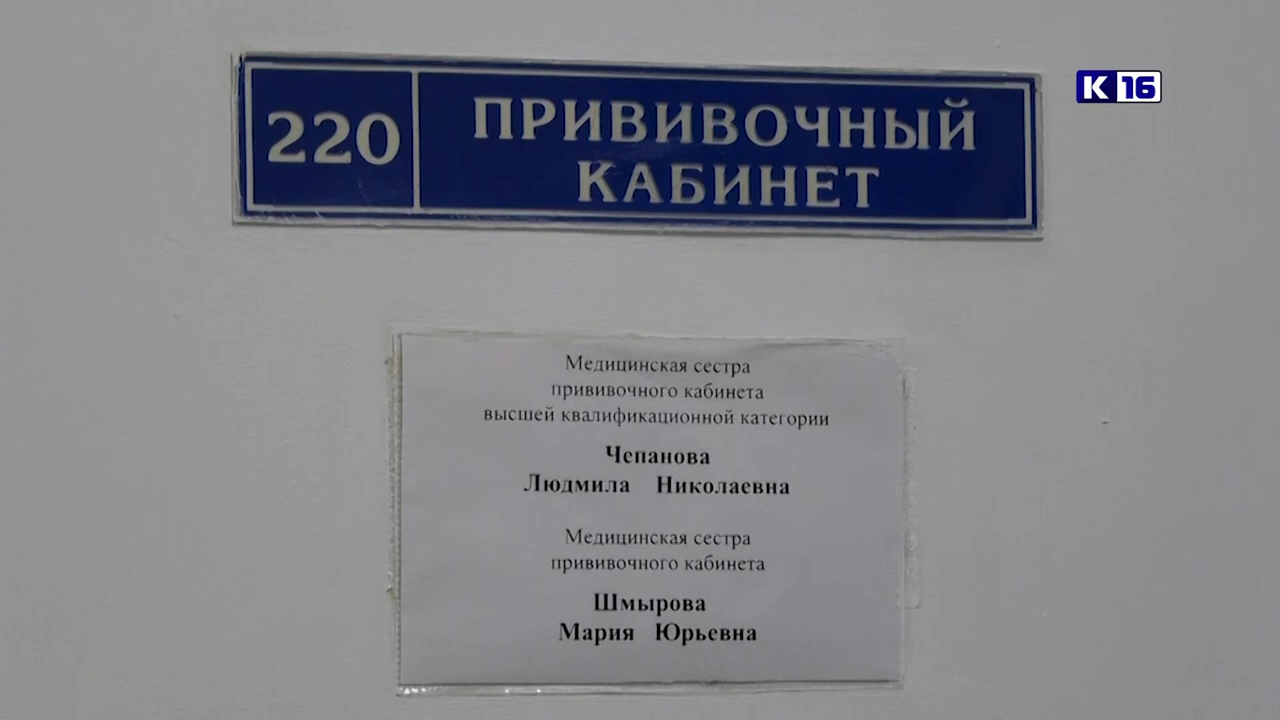 220
ПРИВИВОЧНЫЙ
КАБИНЕТ
К 16
Медицинская сестра
прививочного кабинета
высшей квалификационной категории
Чепанова
Людмила Николаевна
Медицинская сестра
прививочного кабинета
Шмырова
Мария Юрьевна